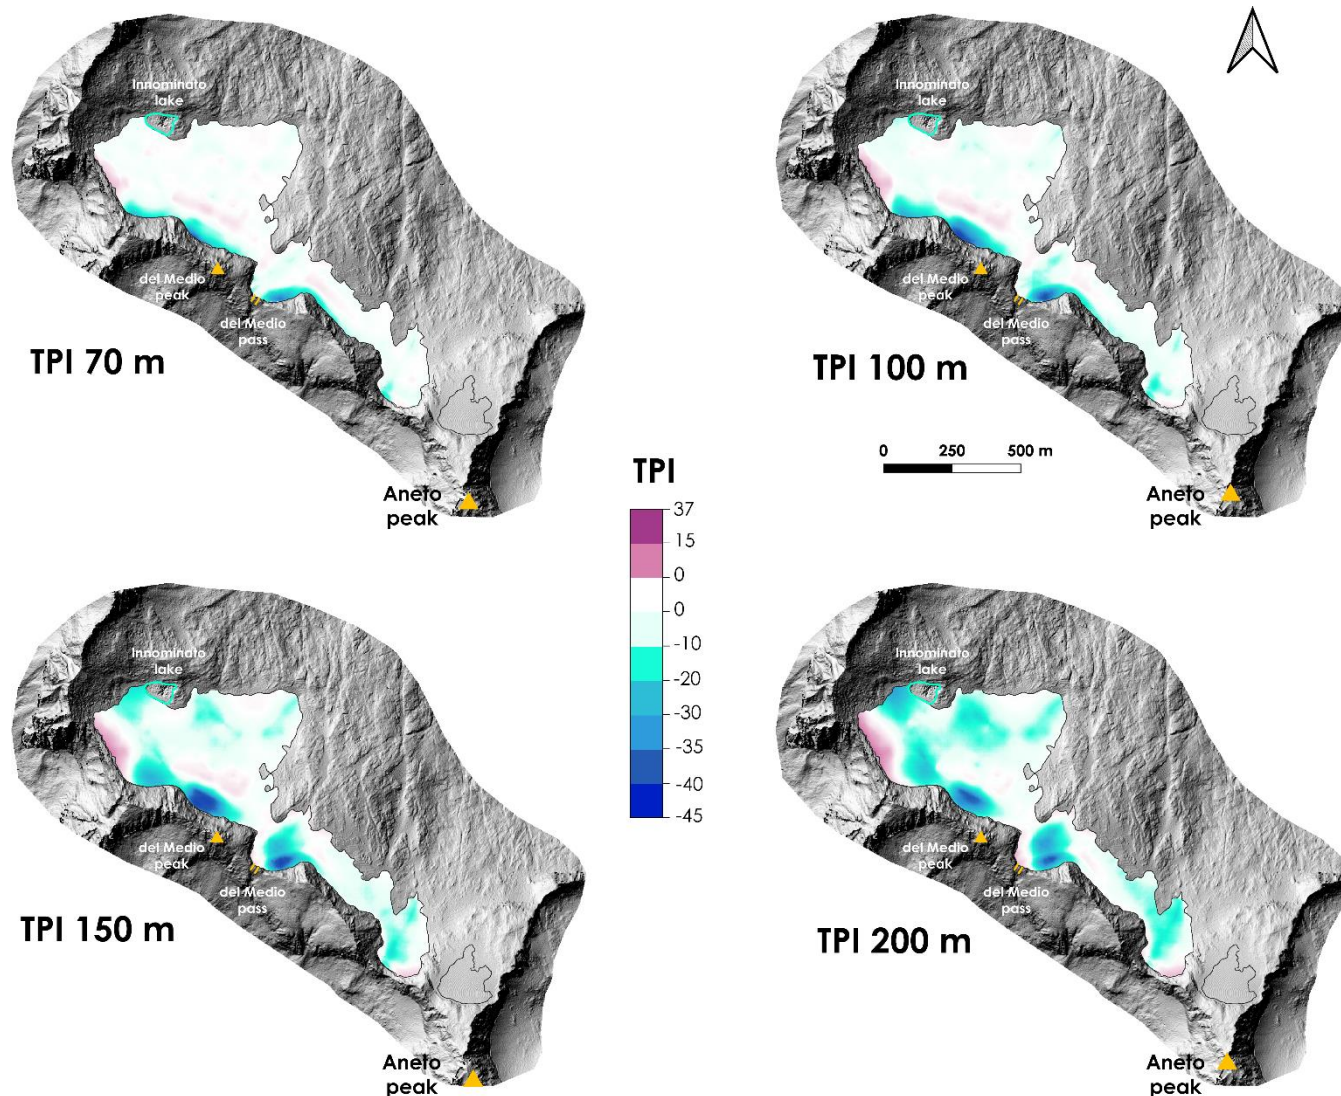 Innominato
lake
del Medio
peak
del Medio
pass
TPI 70 m
Aneto
peak
Innominato
lake
del Medio
peak
del Medio
pass
TPI 100 m
0 250 500 m
Aneto
peak
TPI
37
15
0
0
-10
-20
-30
-35
-40
-45
Innominato
lake
del Medio
peak
del Medio
pass
TPI 150 m
Aneto
peak
Innominato
lake
del Medio
peak
del Medio
pass
TPI 200 m
Aneto
peak